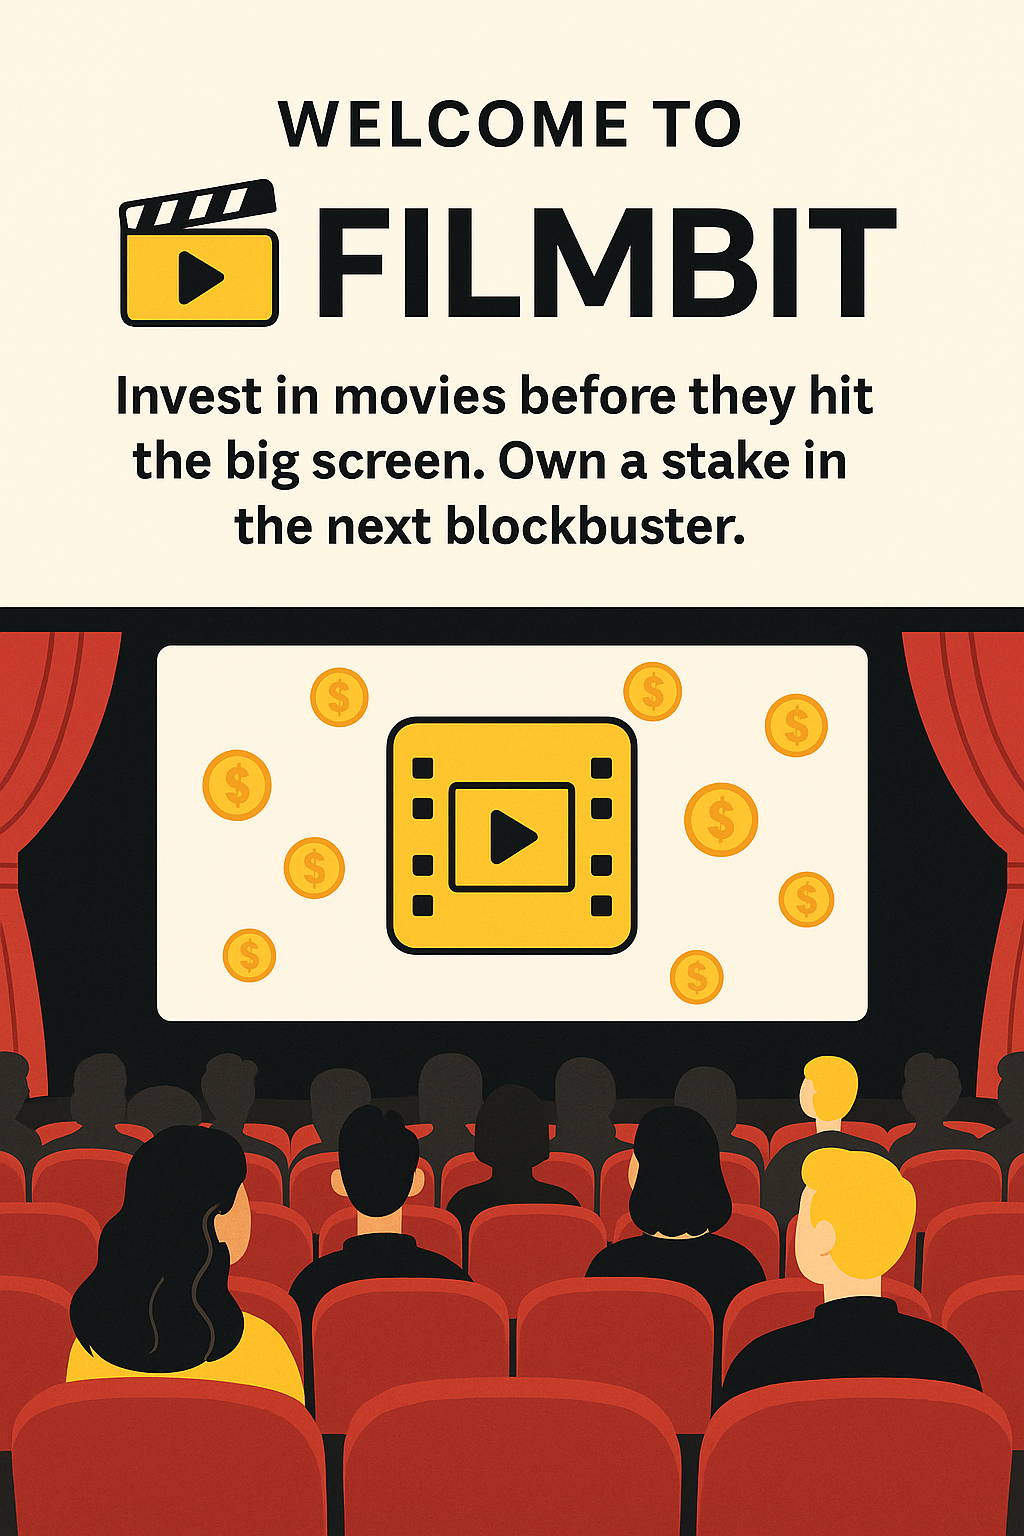 WELCOME TO
FILMBIT
Invest in movies before they hit
the big screen. Own a stake in
the next blockbuster.
$
$
$
$
$
$
$
$
$